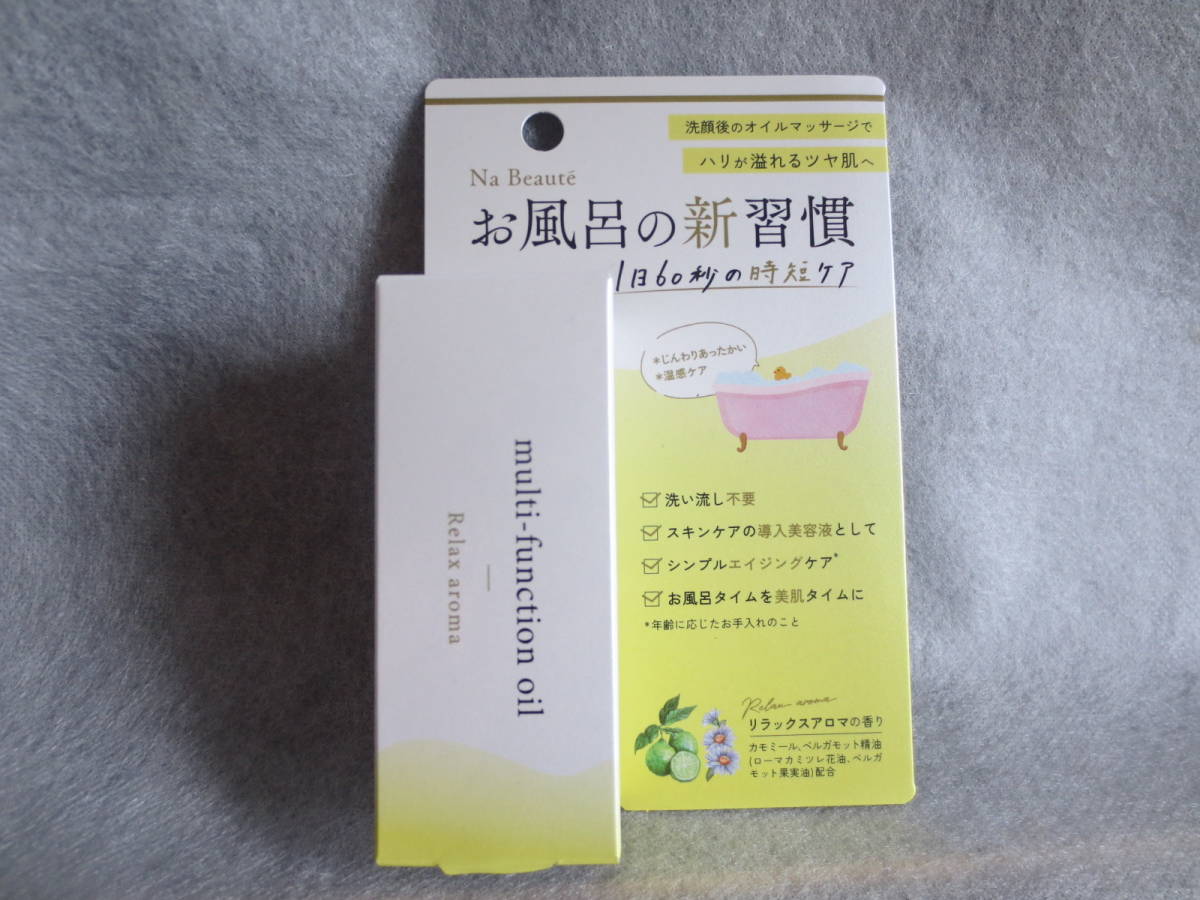 洗顔後のオイルマッサージで
ハリが溢れるツヤ肌へ
Na Beauté
お風呂の新習慣
1日60秒の時短ケア
*じんわりあったかい
*温感ケア
洗い流し不要
スキンケアの導入美容液として
シンプルエイジングケア*
お風呂タイムを美肌タイムに
*年齢に応じたお手入れのこと
Relax aroma
リラックスアロマの香り
カモミール、ベルガモット精油
(ローマカミツレ花油、ベルガ
モット果実油)配合
multi-function oil
Relax aroma